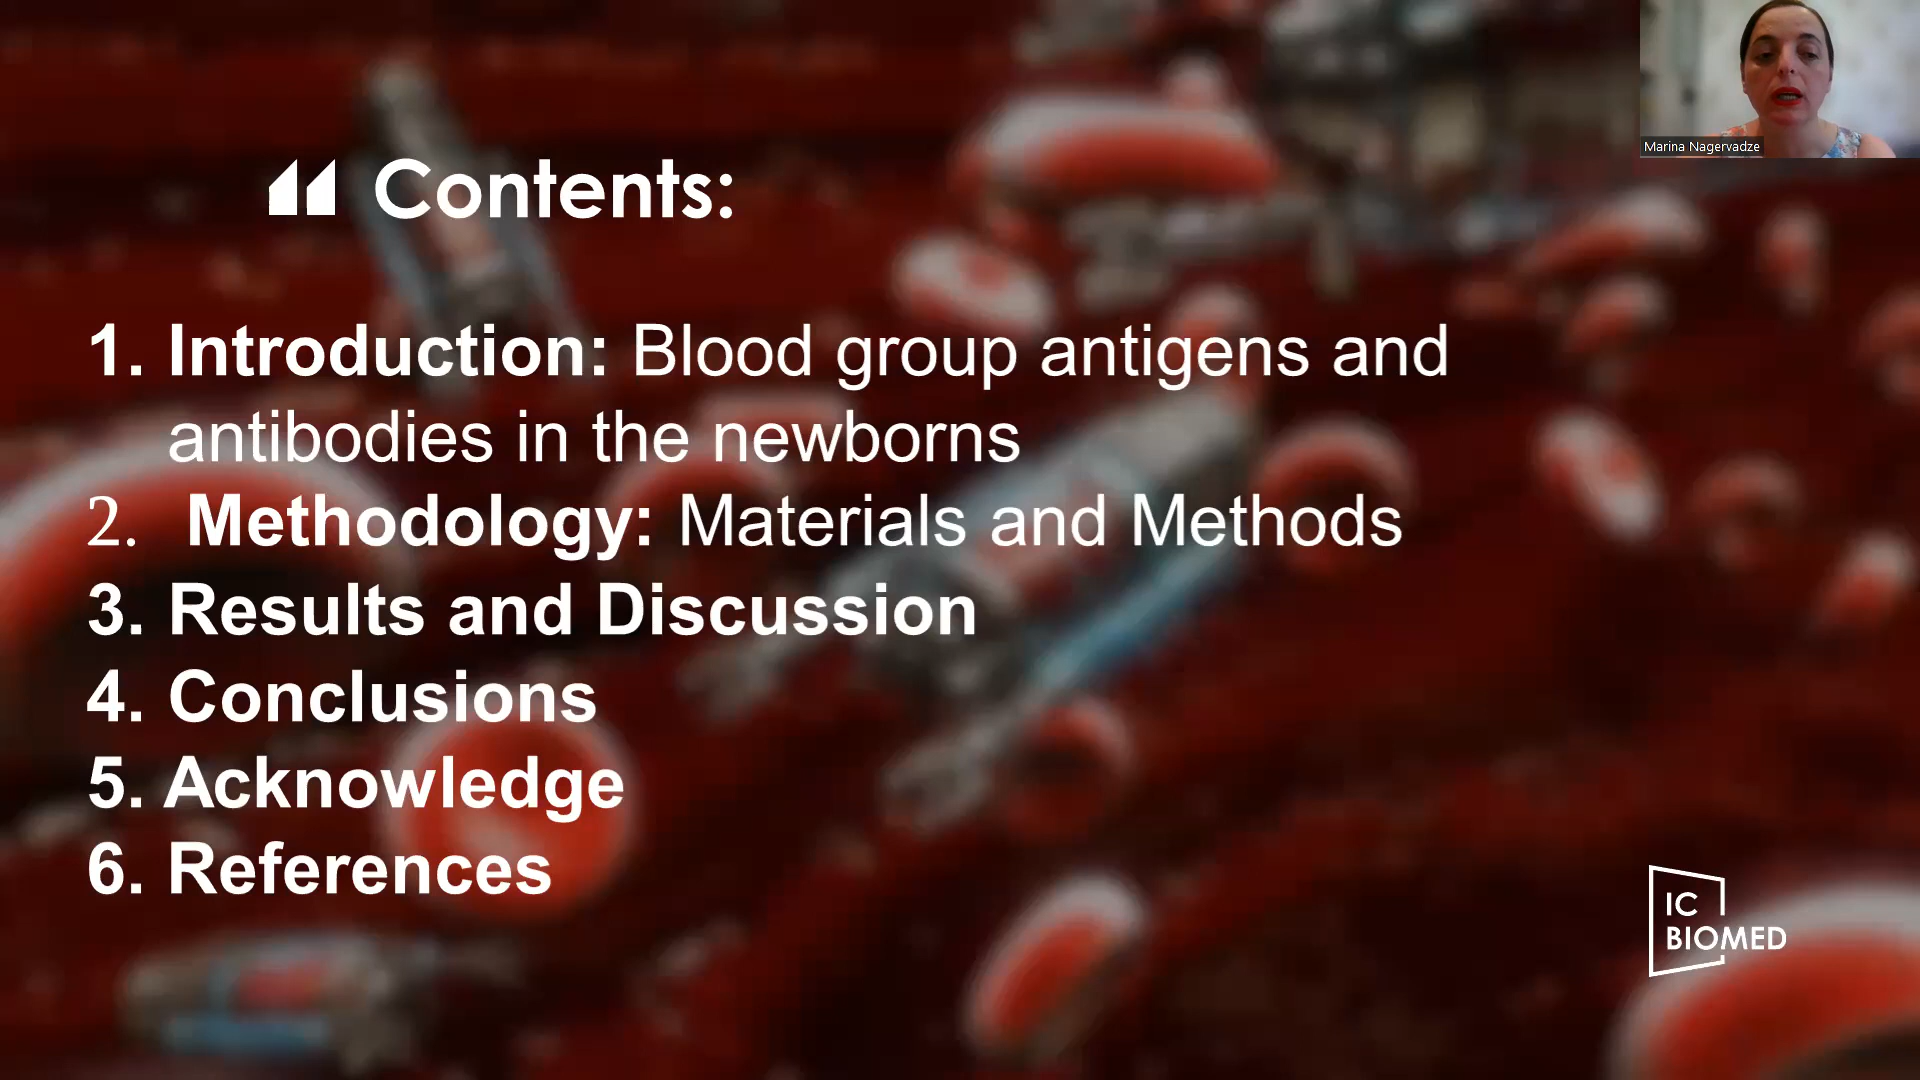 Marina Nagervadze
Contents:
1. Introduction: Blood group antigens and
antibodies in the newborns
2. Methodology: Materials and Methods
3. Results and Discussion
4. Conclusions
5. Acknowledge
6. References
IC
BIOMED